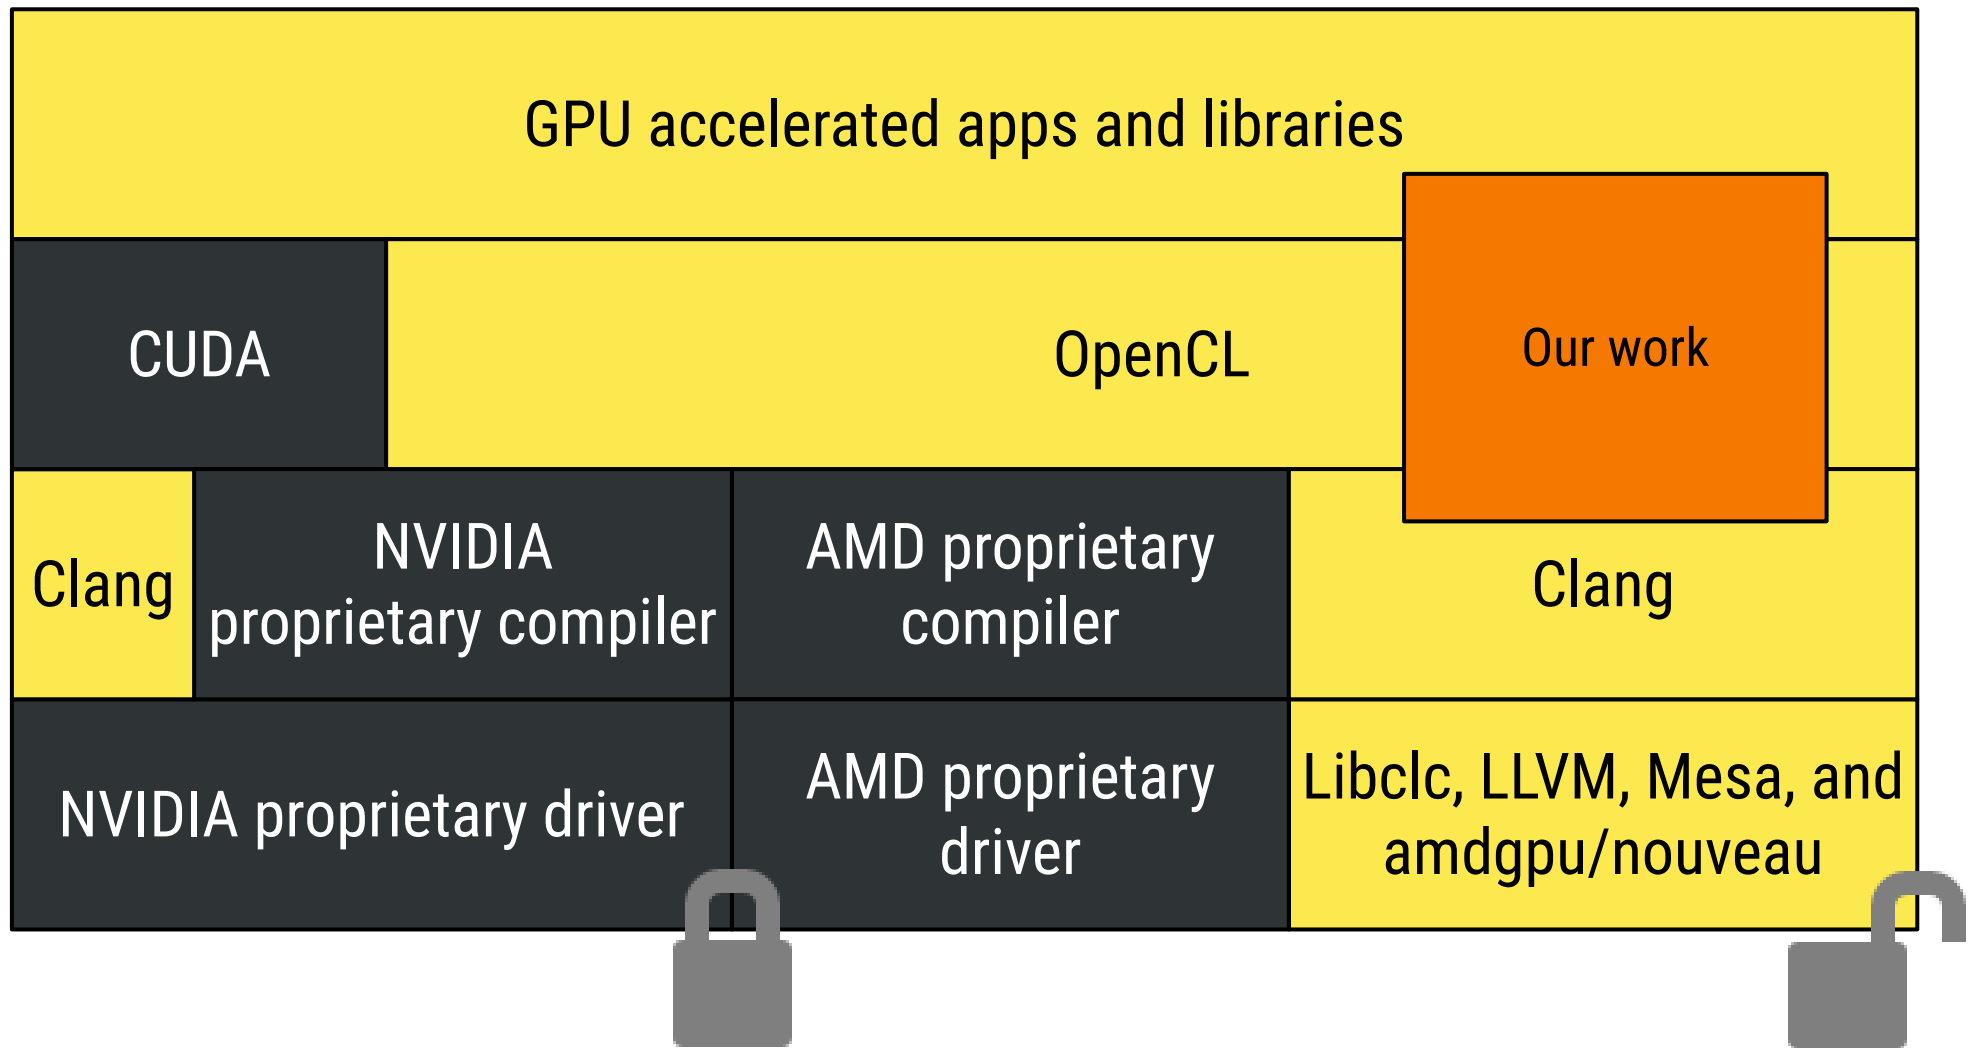 GPU accelerated apps and libraries
CUDA
OpenCL
Our work
Clang
NVIDIA
proprietary compiler
AMD proprietary
compiler
Clang
NVIDIA proprietary driver
AMD proprietary
driver
Libclc, LLVM, Mesa, and
amdgpu/nouveau